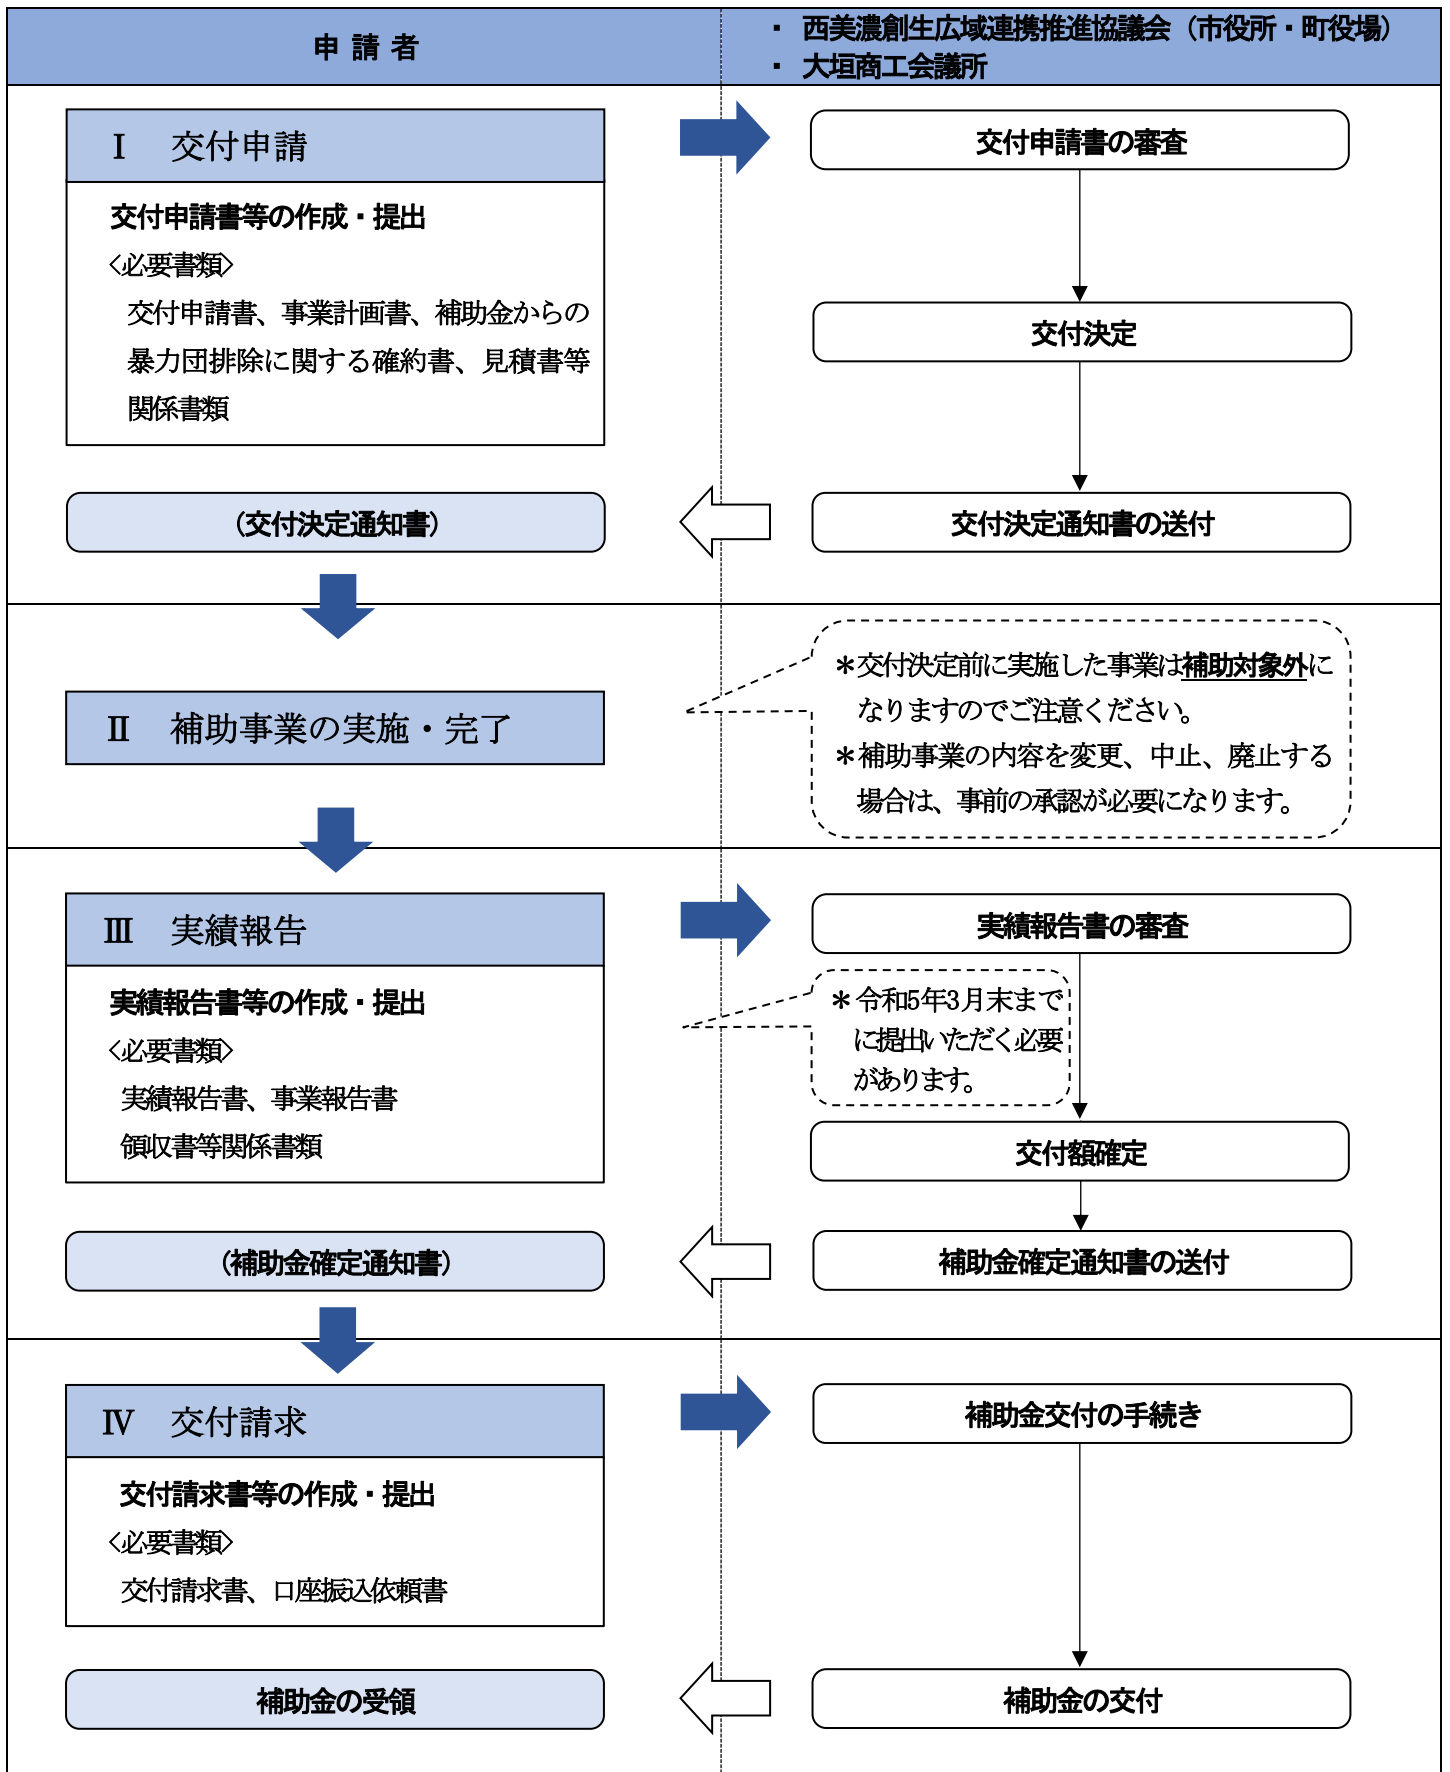 申請者
・ 西美濃創生広域連携推進協議会（市役所・町役場）
・ 大垣商工会議所
Ⅰ 交付申請
交付申請書等の作成・提出
<必要書類>
交付申請書、事業計画書、補助金からの
暴力団排除に関する確約書、見積書等
関係書類
交付申請書の審査
交付決定
交付決定通知書の送付
（交付決定通知書）
Ⅱ 補助事業の実施・完了
＊交付決定前に実施した事業は補助対象外に
なりますのでご注意ください。
＊補助事業の内容を変更、中止、廃止する
場合は、事前の承認が必要になります。
Ⅲ 実績報告
実績報告書等の作成・提出
<必要書類>
実績報告書、事業報告書
領収書等関係書類
実績報告書の審査
＊令和5年3月末まで
に提出いただく必要
があります。
交付額確定
補助金確定通知書の送付
（補助金確定通知書）
Ⅳ 交付請求
交付請求書等の作成・提出
<必要書類>
交付請求書、口座振込依頼書
補助金交付の手続き
補助金の交付
補助金の受領